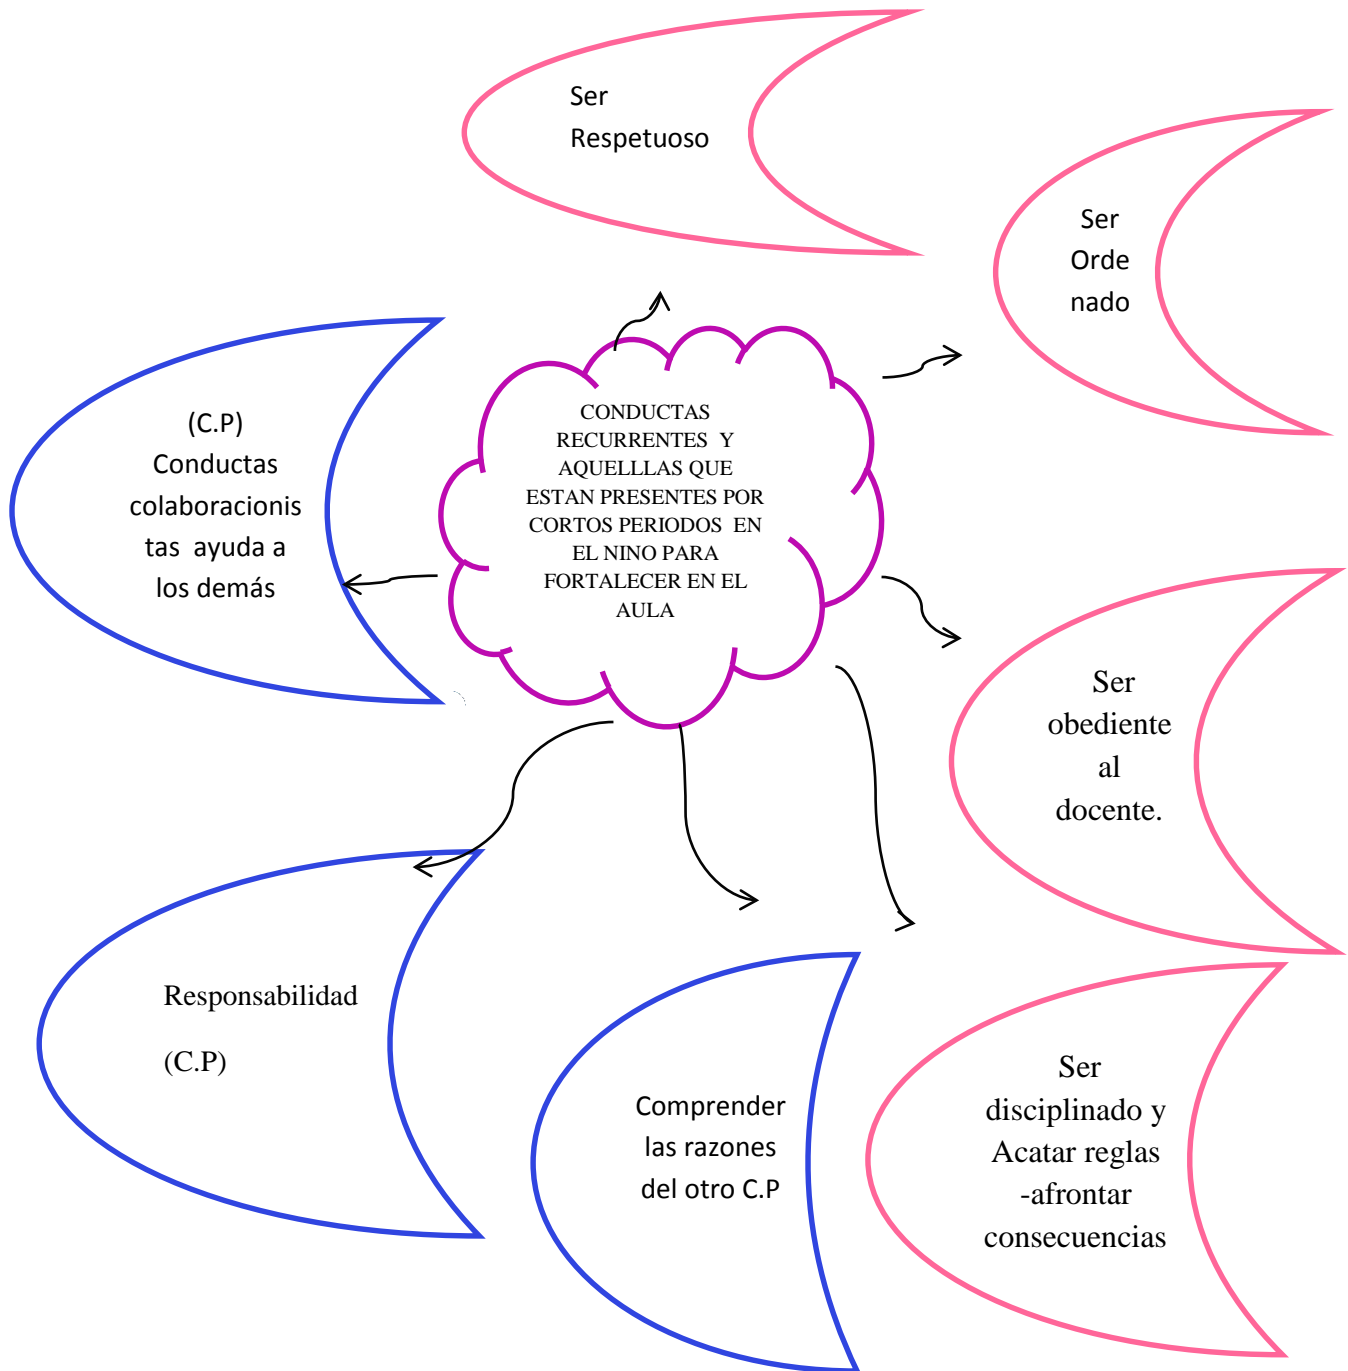 Ser
Respetuoso
Ser
Orde
nado
(C.P)
Conductas
colaboracionis
tas  ayuda a
los demás
CONDUCTAS
RECURRENTES  Y
AQUELLLAS QUE
ESTAN PRESENTES POR
CORTOS PERIODOS  EN
EL NINO PARA
FORTALECER EN EL
AULA
Ser
obediente
al
docente.
Responsabilidad
(C.P)
Comprender
las razones
del otro C.P
Ser
disciplinado y
Acatar reglas
-afrontar
consecuencias